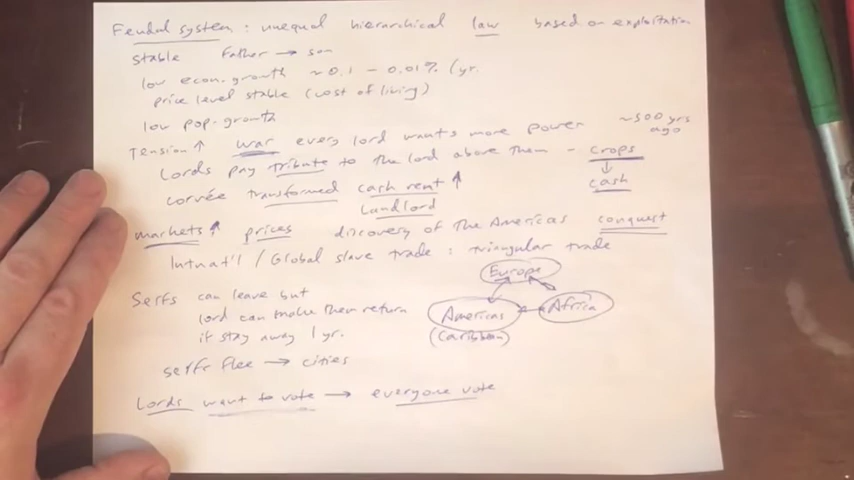 Feudal system : unequal hierarchical law based on exploitation
stable Father → son
low econ. growth ~0.1 - 0.01% /yr.
price level stable (cost of living)
low pop. growth
Tension ↑ war every lord wants more power ~500 yrs ago
Lords pay tribute to the lord above them - crops
↓
corvée transformed cash rent ↑ cash
Landlord
markets ↑ prices discovery of the Americas conquest
Intnat'l / Global slave trade : triangular trade
Europe
Serfs can leave but
lord can make them return
Americas Africa
if stay away 1 yr.
(Caribbean)
serfs flee → cities
Lords want to vote → everyone vote